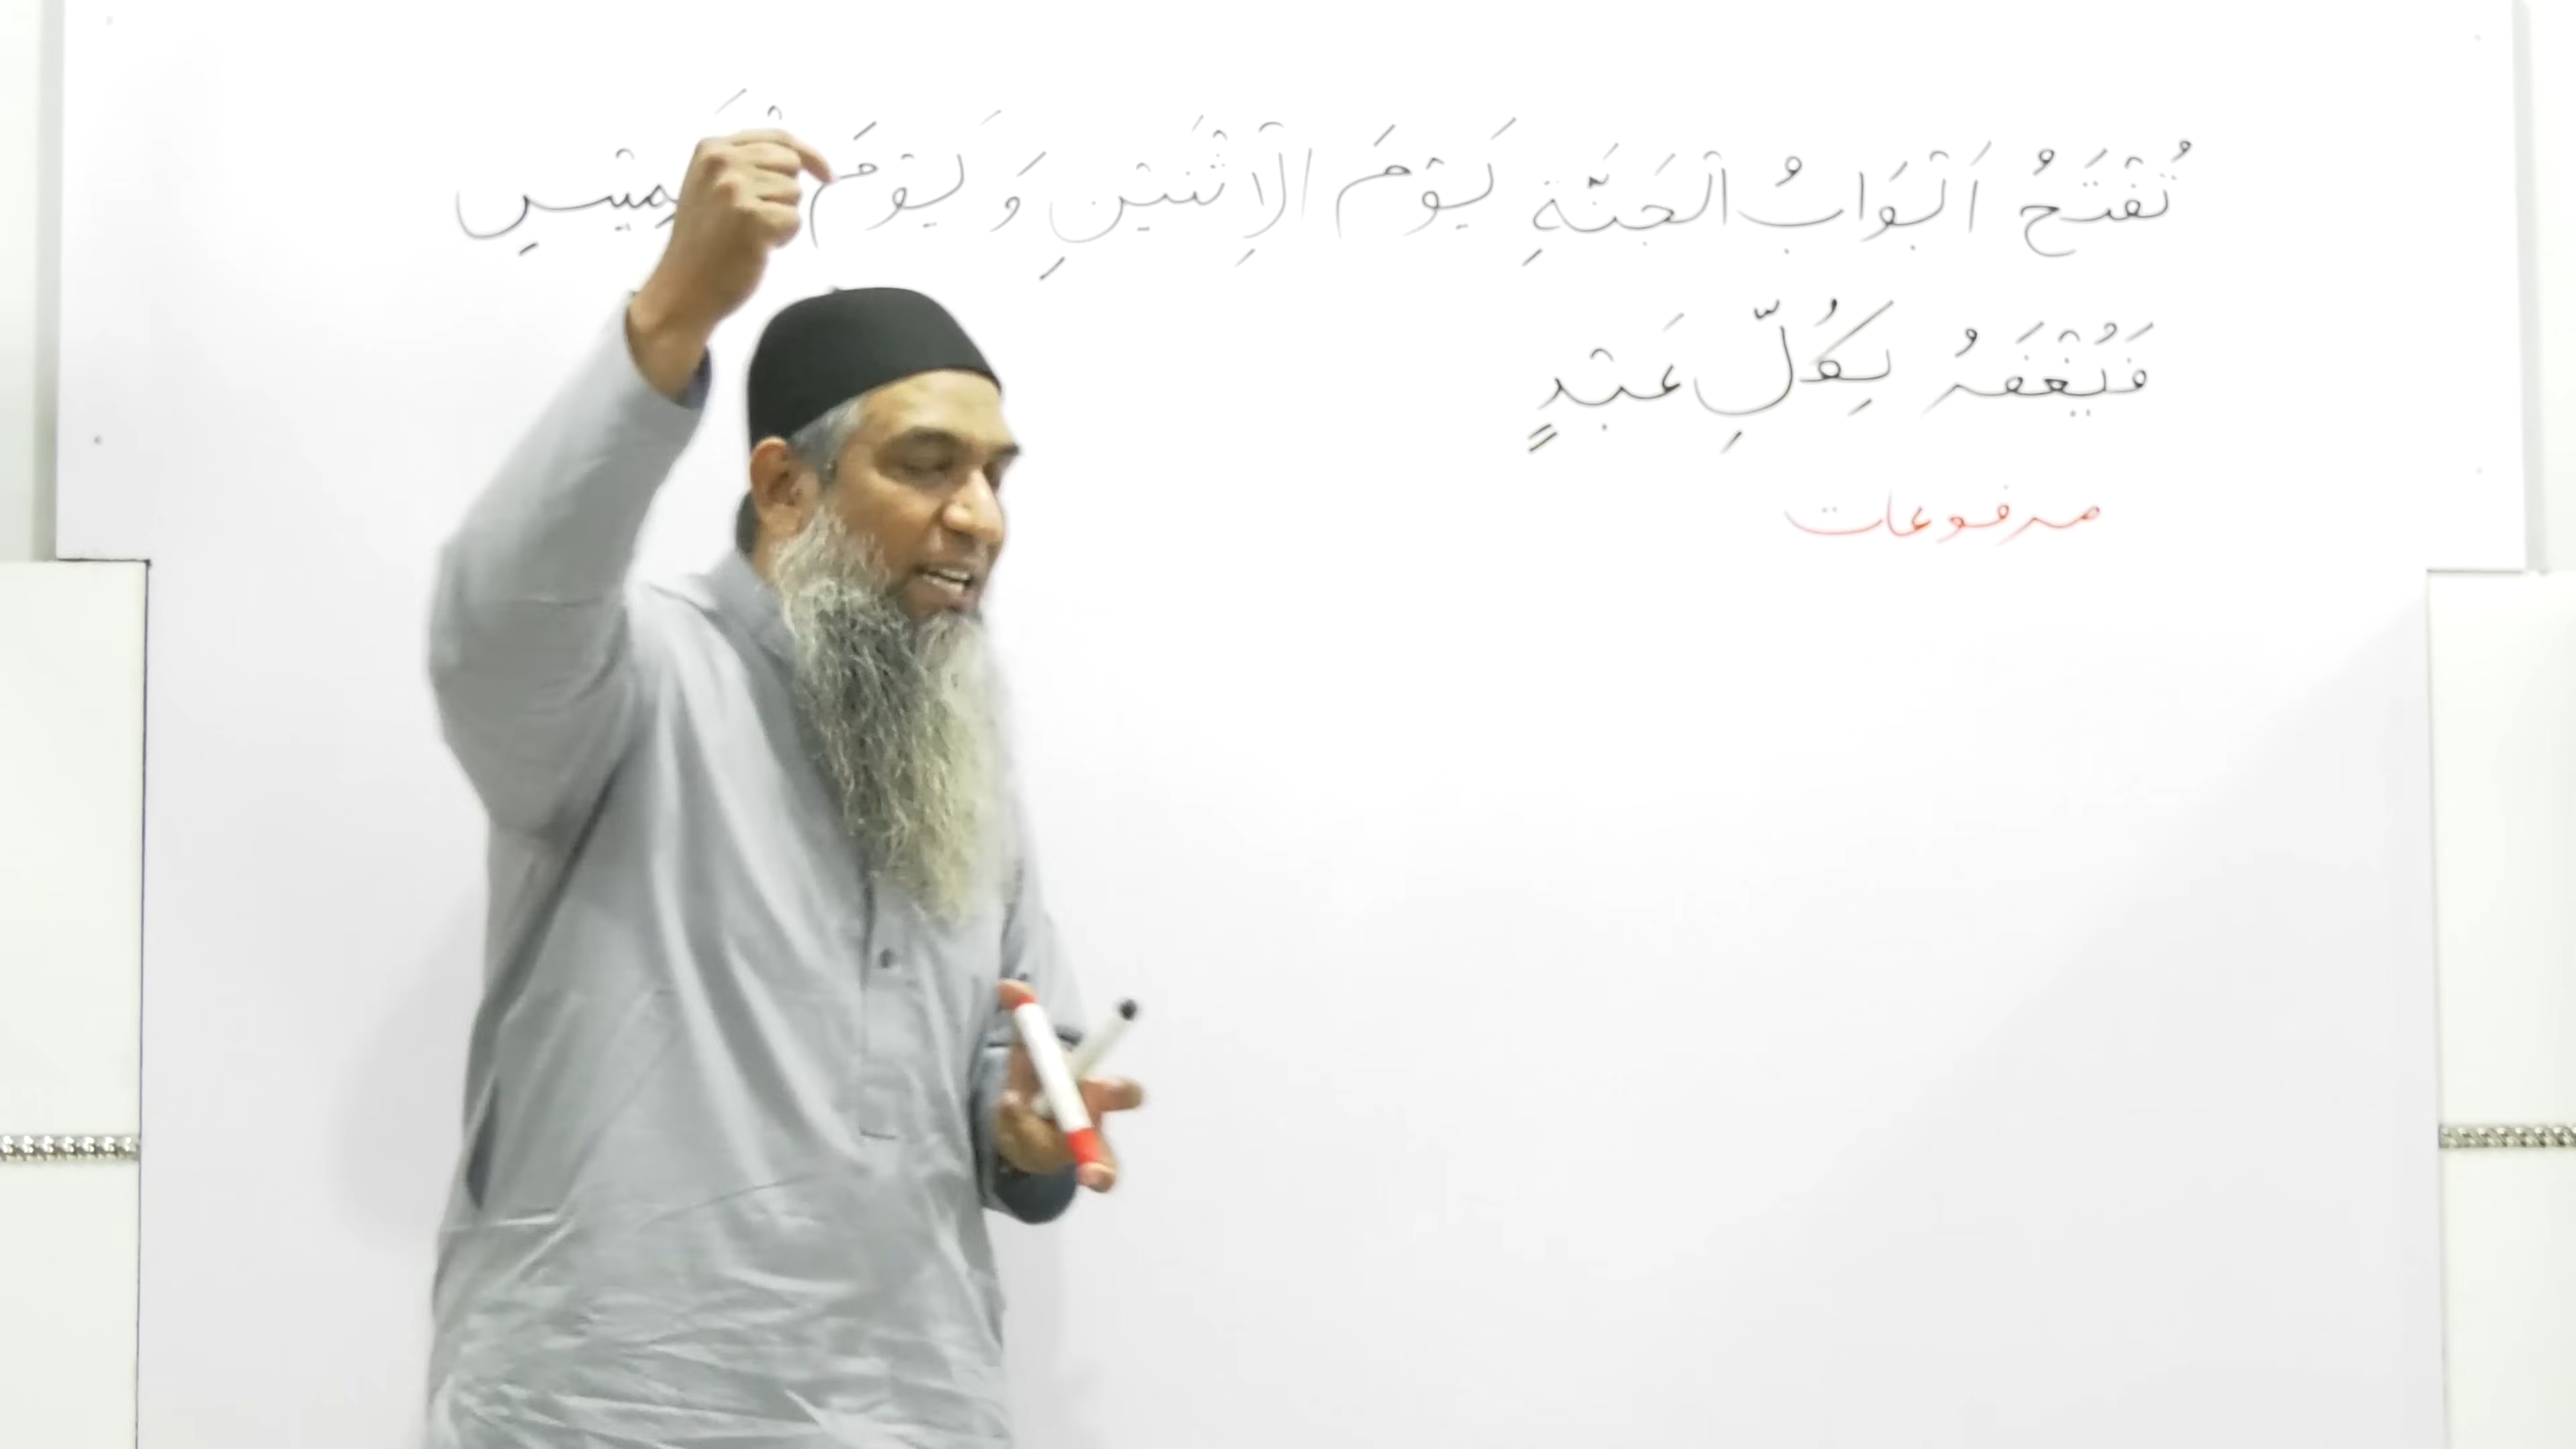 تُفْتَحُ اَبْوَابُ الْجَنَّةِ يَوْمَ الْاِثْنَيْنِ وَ يَوْمَ
فَيُغْفَرُ لِكُلِّ عَبْدٍ
مرفوعات